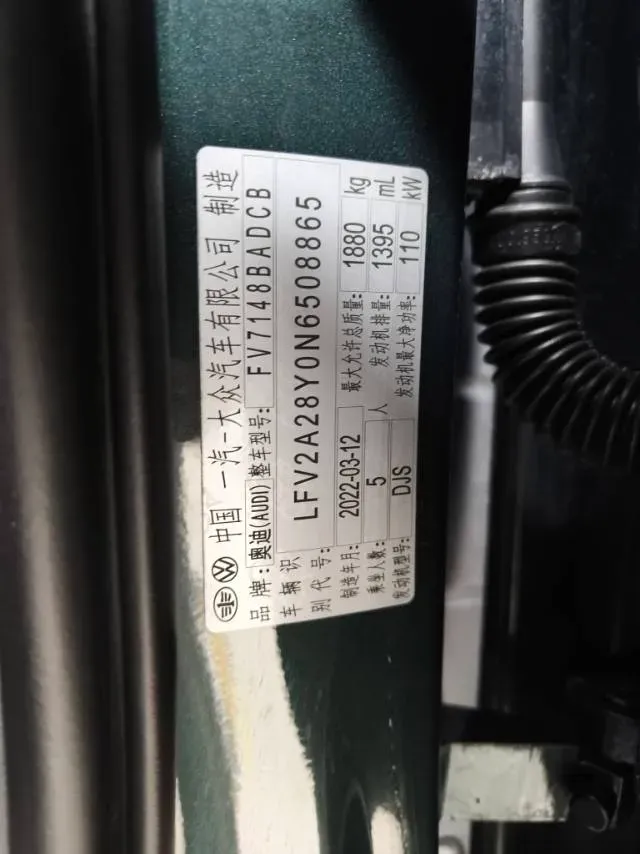 中国 一汽-大众汽车有限公司 制造
品牌: 奥迪(AUDI) 整车型号: FV7148BADCB
车辆识别代号: LFV2A28Y0N6508865
制造年月: 2022-03-12 最大允许总质量: 1880 kg
乘坐人数: 5 人 发动机排量: 1395 mL
发动机型号: DJS 发动机最大净功率: 110 kW